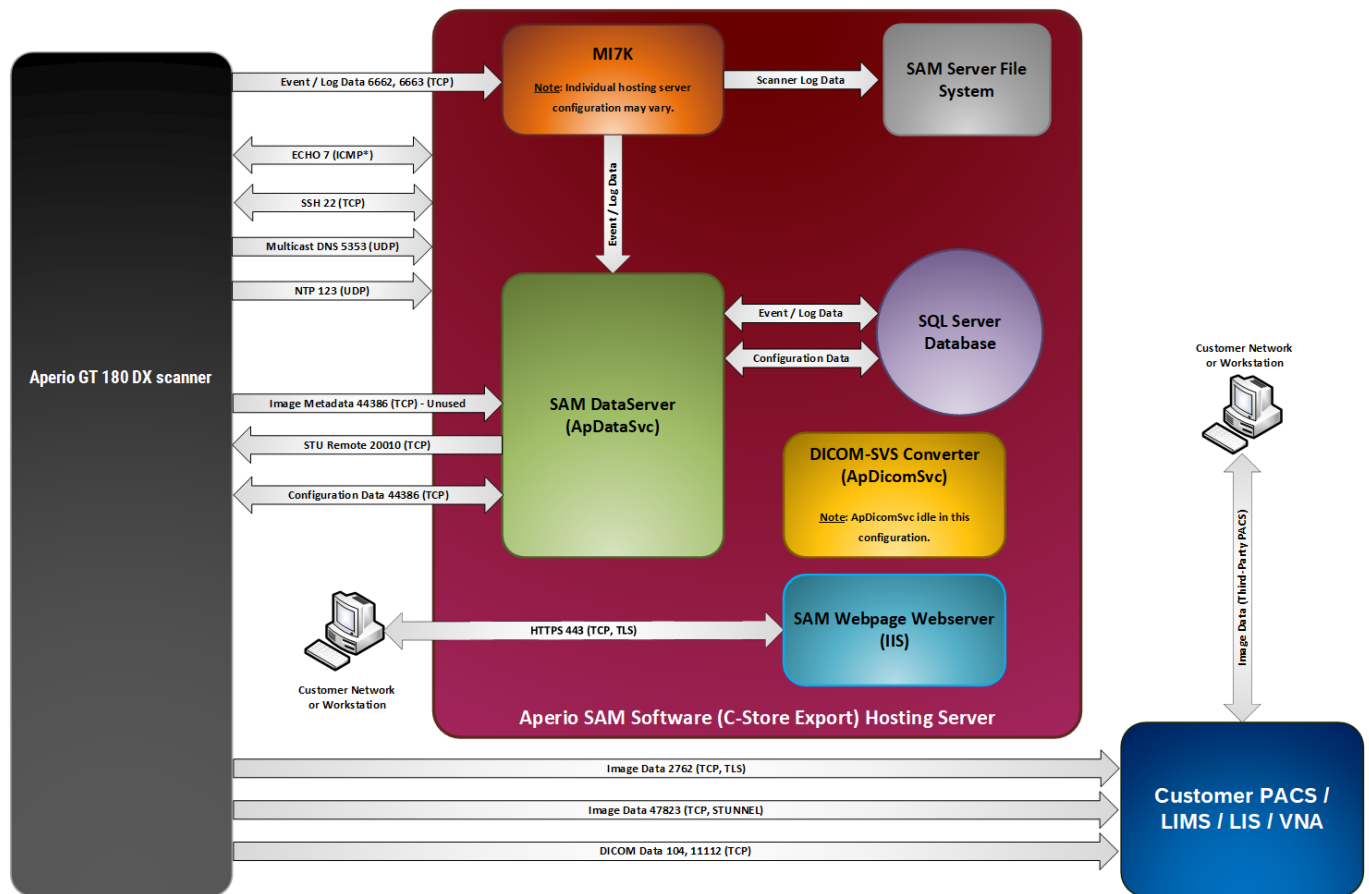 MI7K
Note: Individual hosting server
configuration may vary.
SAM Server File
System
Event / Log Data 6662, 6663 (TCP)
Scanner Log Data
ECHO 7 (ICMP*)
SSH 22 (TCP)
Event / Log Data
Multicast DNS 5353 (UDP)
NTP 123 (UDP)
Event / Log Data
SQL Server
Database
Configuration Data
Customer Network
or Workstation
Aperio GT 180 DX scanner
Image Metadata 44386 (TCP) - Unused
SAM DataServer
(ApDataSvc)
STU Remote 20010 (TCP)
Configuration Data 44386 (TCP)
DICOM-SVS Converter
(ApDicomSvc)
Note: ApDicomSvc idle in this
configuration.
Image Data (Third-Party PACS)
HTTPS 443 (TCP, TLS)
SAM Webpage Webserver
(IIS)
Customer Network
or Workstation
Aperio SAM Software (C-Store Export) Hosting Server
Image Data 2762 (TCP, TLS)
Image Data 47823 (TCP, STUNNEL)
DICOM Data 104, 11112 (TCP)
Customer PACS /
LIMS / LIS / VNA